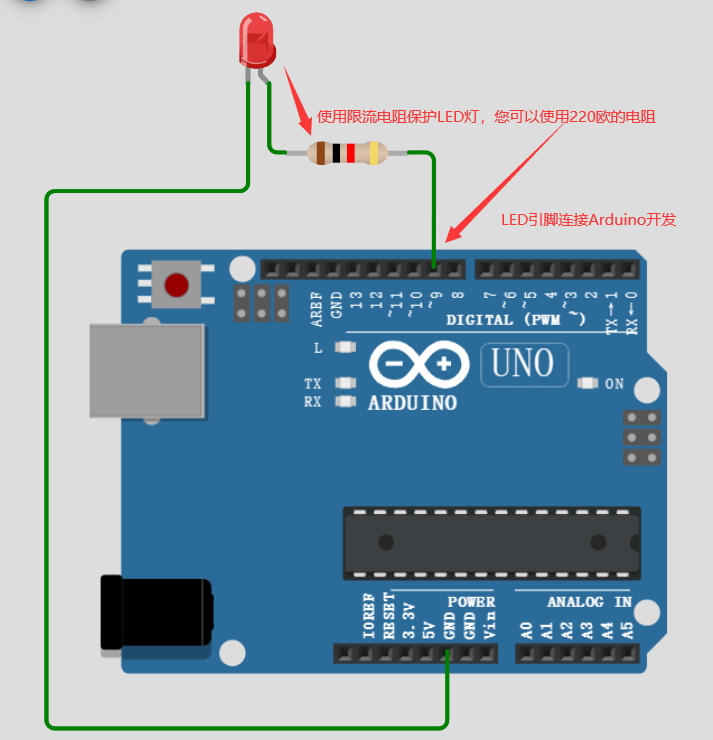 使用限流电阻保护LED灯，您可以使用220欧的电阻
LED引脚连接Arduino开发
AREF
GND
13
12
~11
~10
~9
8
7
~6
~5
4
~3
2
TX→1
RX←0
DIGITAL (PWM ~)
L
TX
RX
UNO
ARDUINO
ON
POWER
ANALOG IN
IOREF
RESET
3.3V
5V
GND
GND
Vin
A0
A1
A2
A3
A4
A5